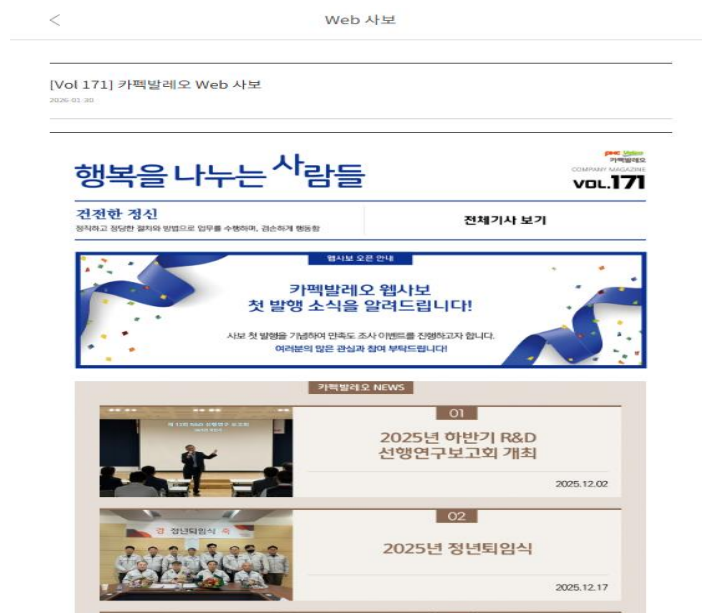 Web 사보
[Vol 171] 카펙발레오 Web 사보
2026-01-30
행복을 나누는 사람들
카펙발레오
COMPANY MAGAZINE
VOL.171
건전한 정신
정직하고 정당한 절차와 방법으로 업무를 수행하며, 겸손하게 행동함
전체기사 보기
웹사보 오픈 안내
카펙발레오 웹사보
첫 발행 소식을 알려드립니다!
사보 첫 발행을 기념하여 만족도 조사 이벤트를 진행하고자 합니다.
여러분의 많은 관심과 참여 부탁드립니다!
카펙발레오 NEWS
01
2025년 하반기 R&D
선행연구보고회 개최
2025.12.02
02
경 정년퇴임식 축
2025년 정년퇴임식
2025.12.17